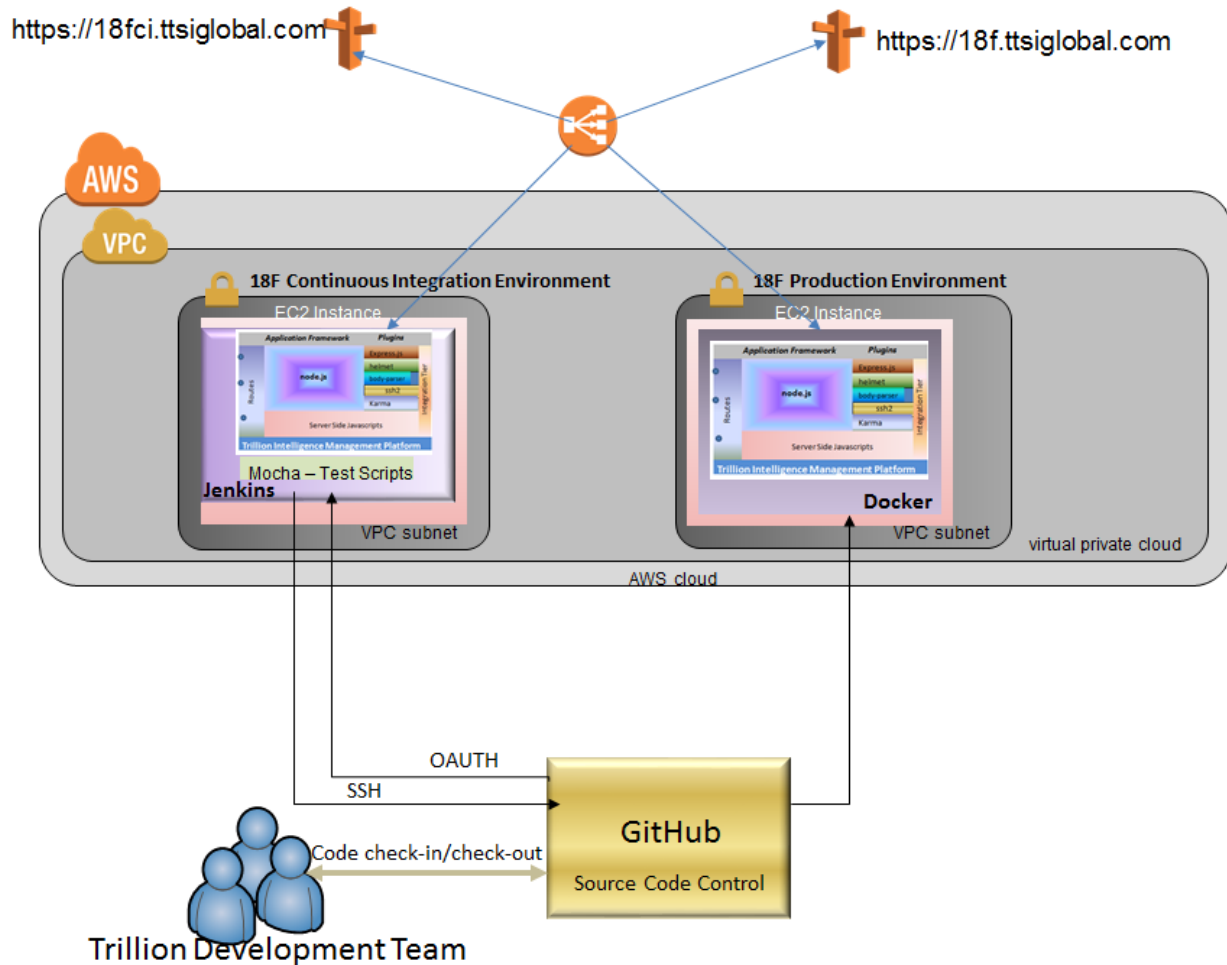 https://18fci.ttsiglobal.com
https://18f.ttsiglobal.com
AWS
VPC
18F Continuous Integration Environment
18F Production Environment
EC2 Instance
EC2 Instance
Application Framework
Plugins
Routes
node.js
Express.js
helmet
body-parser
ssh2
Karma
Integration Tier
Server Side Javascripts
Trillion Intelligence Management Platform
Mocha – Test Scripts
Jenkins
VPC subnet
Application Framework
Plugins
Routes
node.js
Express.js
helmet
body-parser
ssh2
Karma
Integration Tier
Server Side Javascripts
Trillion Intelligence Management Platform
Docker
VPC subnet
virtual private cloud
AWS cloud
OAUTH
SSH
GitHub
Source Code Control
Code check-in/check-out
Trillion Development Team